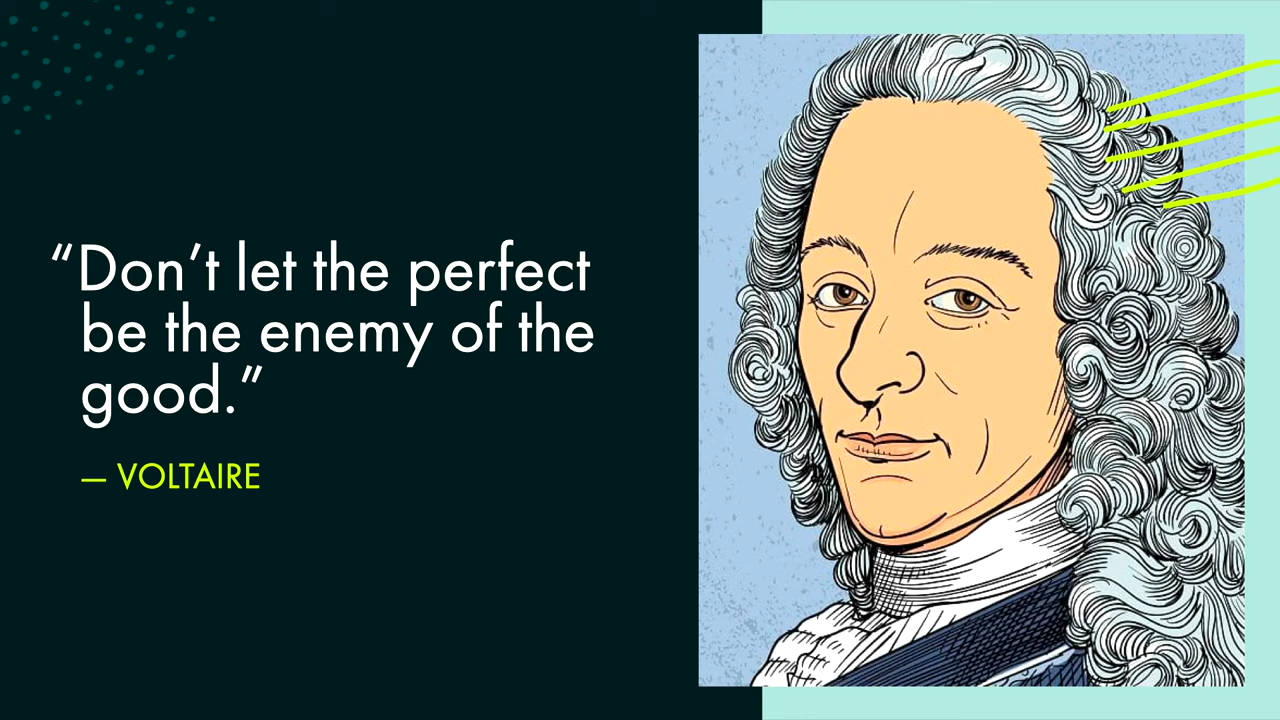 “Don’t let the perfect
be the enemy of the
good.”
– VOLTAIRE